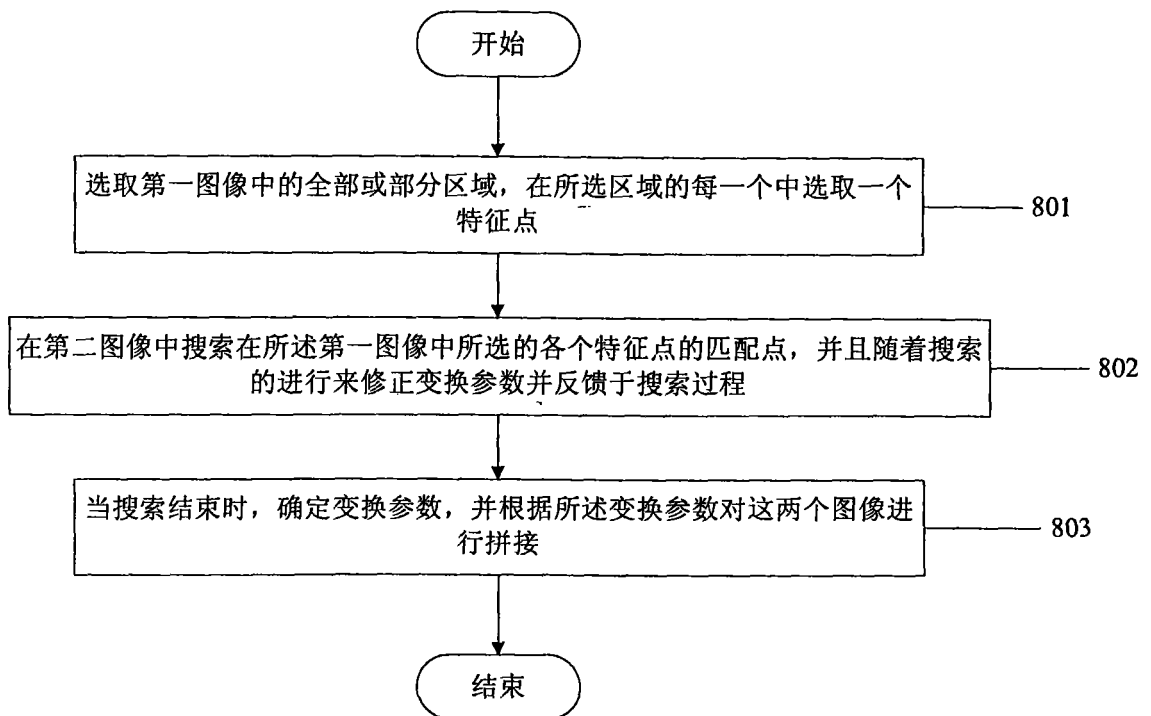 开始
选取第一图像中的全部或部分区域，在所选区域的每一个中选取一个
特征点
801
在第二图像中搜索在所述第一图像中所选的各个特征点的匹配点，并且随着搜索
的进行来修正变换参数并反馈于搜索过程
802
当搜索结束时，确定变换参数，并根据所述变换参数对这两个图像进
行拼接
803
结束